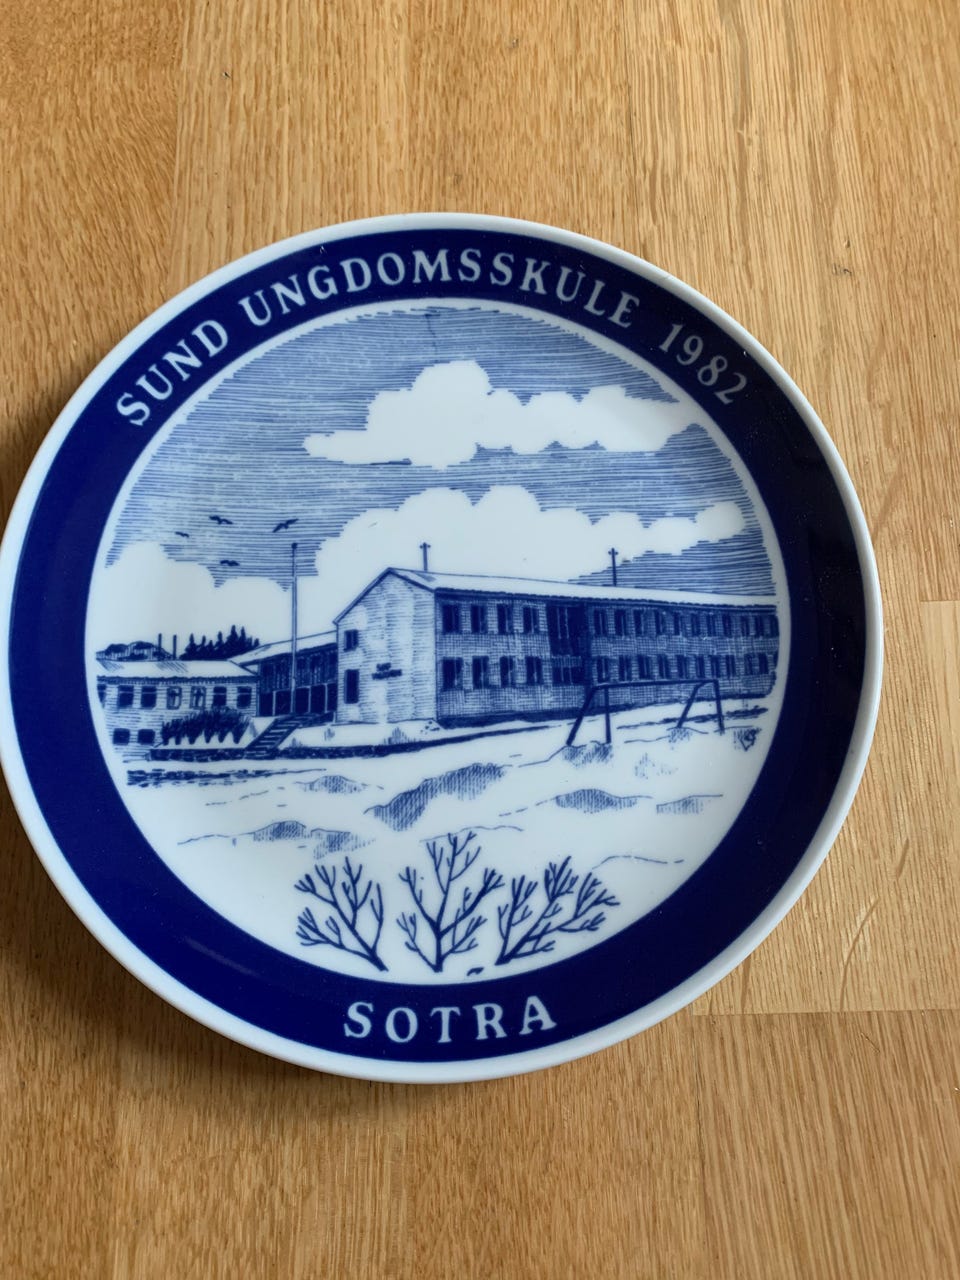 SUND UNGDOMSSKULE 1982
SOTRA